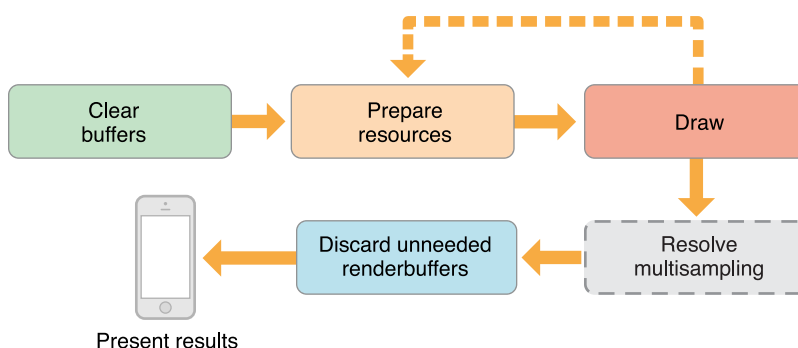 Clear
buffers
Prepare
resources
Draw
Resolve
multisampling
Discard unneeded
renderbuffers
Present results